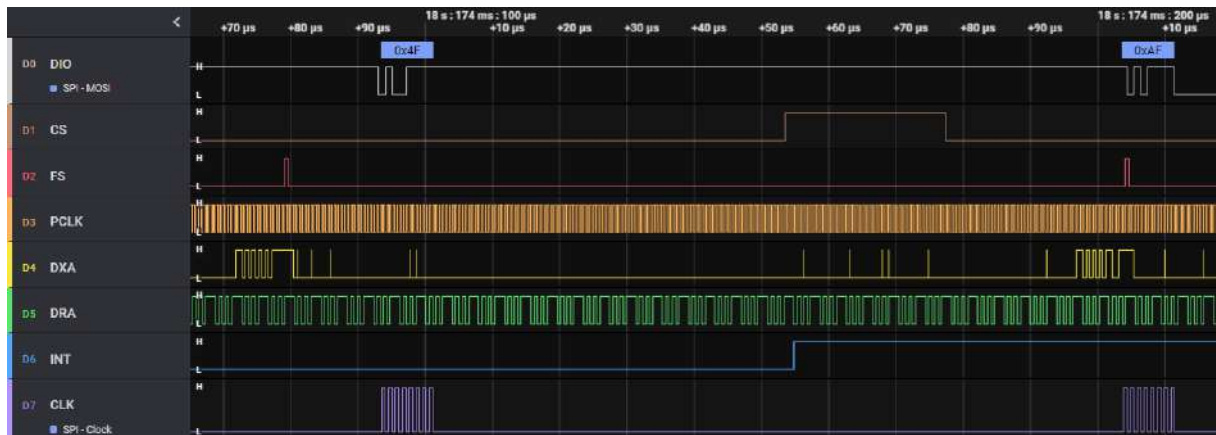 18 s : 174 ms : 100 µs
18 s : 174 ms : 200 µs
+70 µs +80 µs +90 µs +10 µs +20 µs +30 µs +40 µs +50 µs +60 µs +70 µs +80 µs +90 µs +10 µs
0x4F 0xAF
D0 DIO H
SPI - MOSI L
H
D1 CS
L
H
D2 FS
L
H
D3 PCLK
L
H
D4 DXA
L
H
D5 DRA
L
H
D6 INT
L
H
D7 CLK
SPI - Clock L